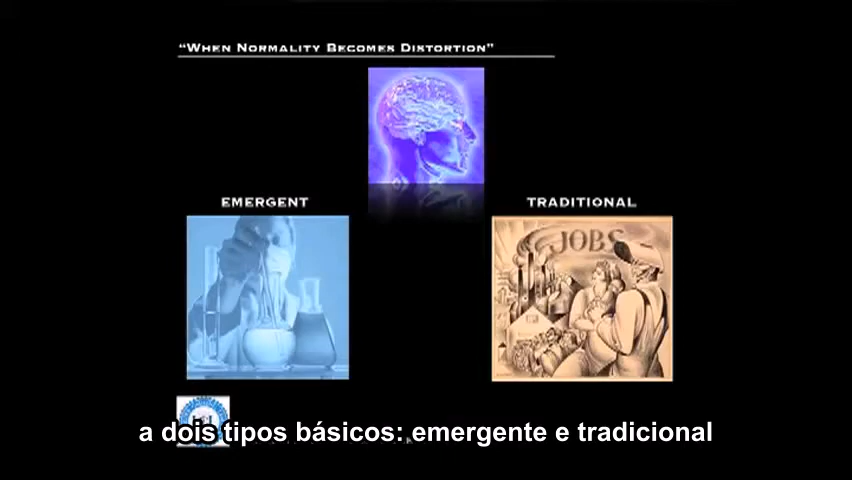 "WHEN NORMALITY BECOMES DISTORTION"
EMERGENT
TRADITIONAL
JOBS
a dois tipos básicos: emergente e tradicional